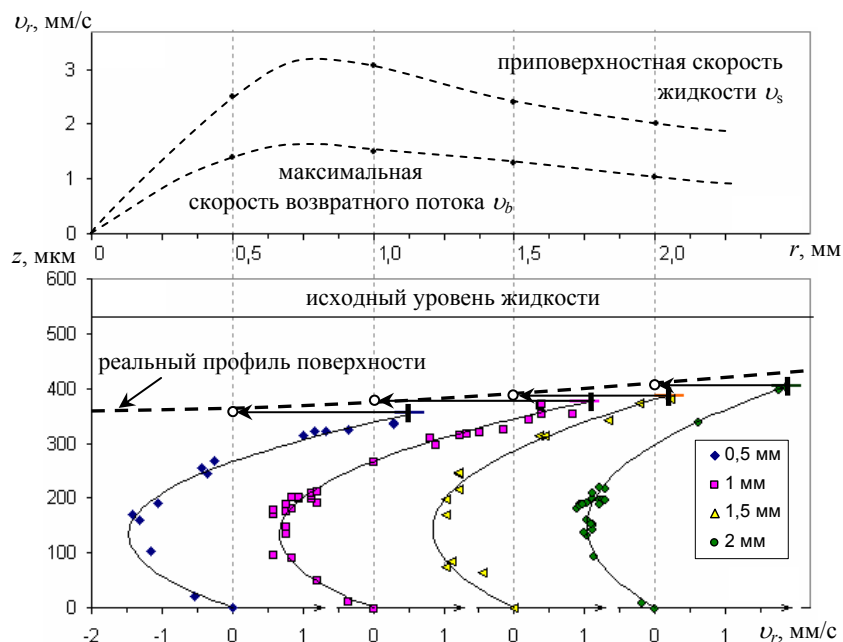 υr, мм/с
3
2
1
0
приповерхностная скорость
жидкости υs
максимальная
скорость возвратного потока υb
0 0,5 1,0 1,5 2,0 r, мм
z, мкм
600
500
400
300
200
100
0
исходный уровень жидкости
реальный профиль поверхности
0,5 мм
1 мм
1,5 мм
2 мм
-2 -1 0 1 0 1 0 1 0 1 υr, мм/с